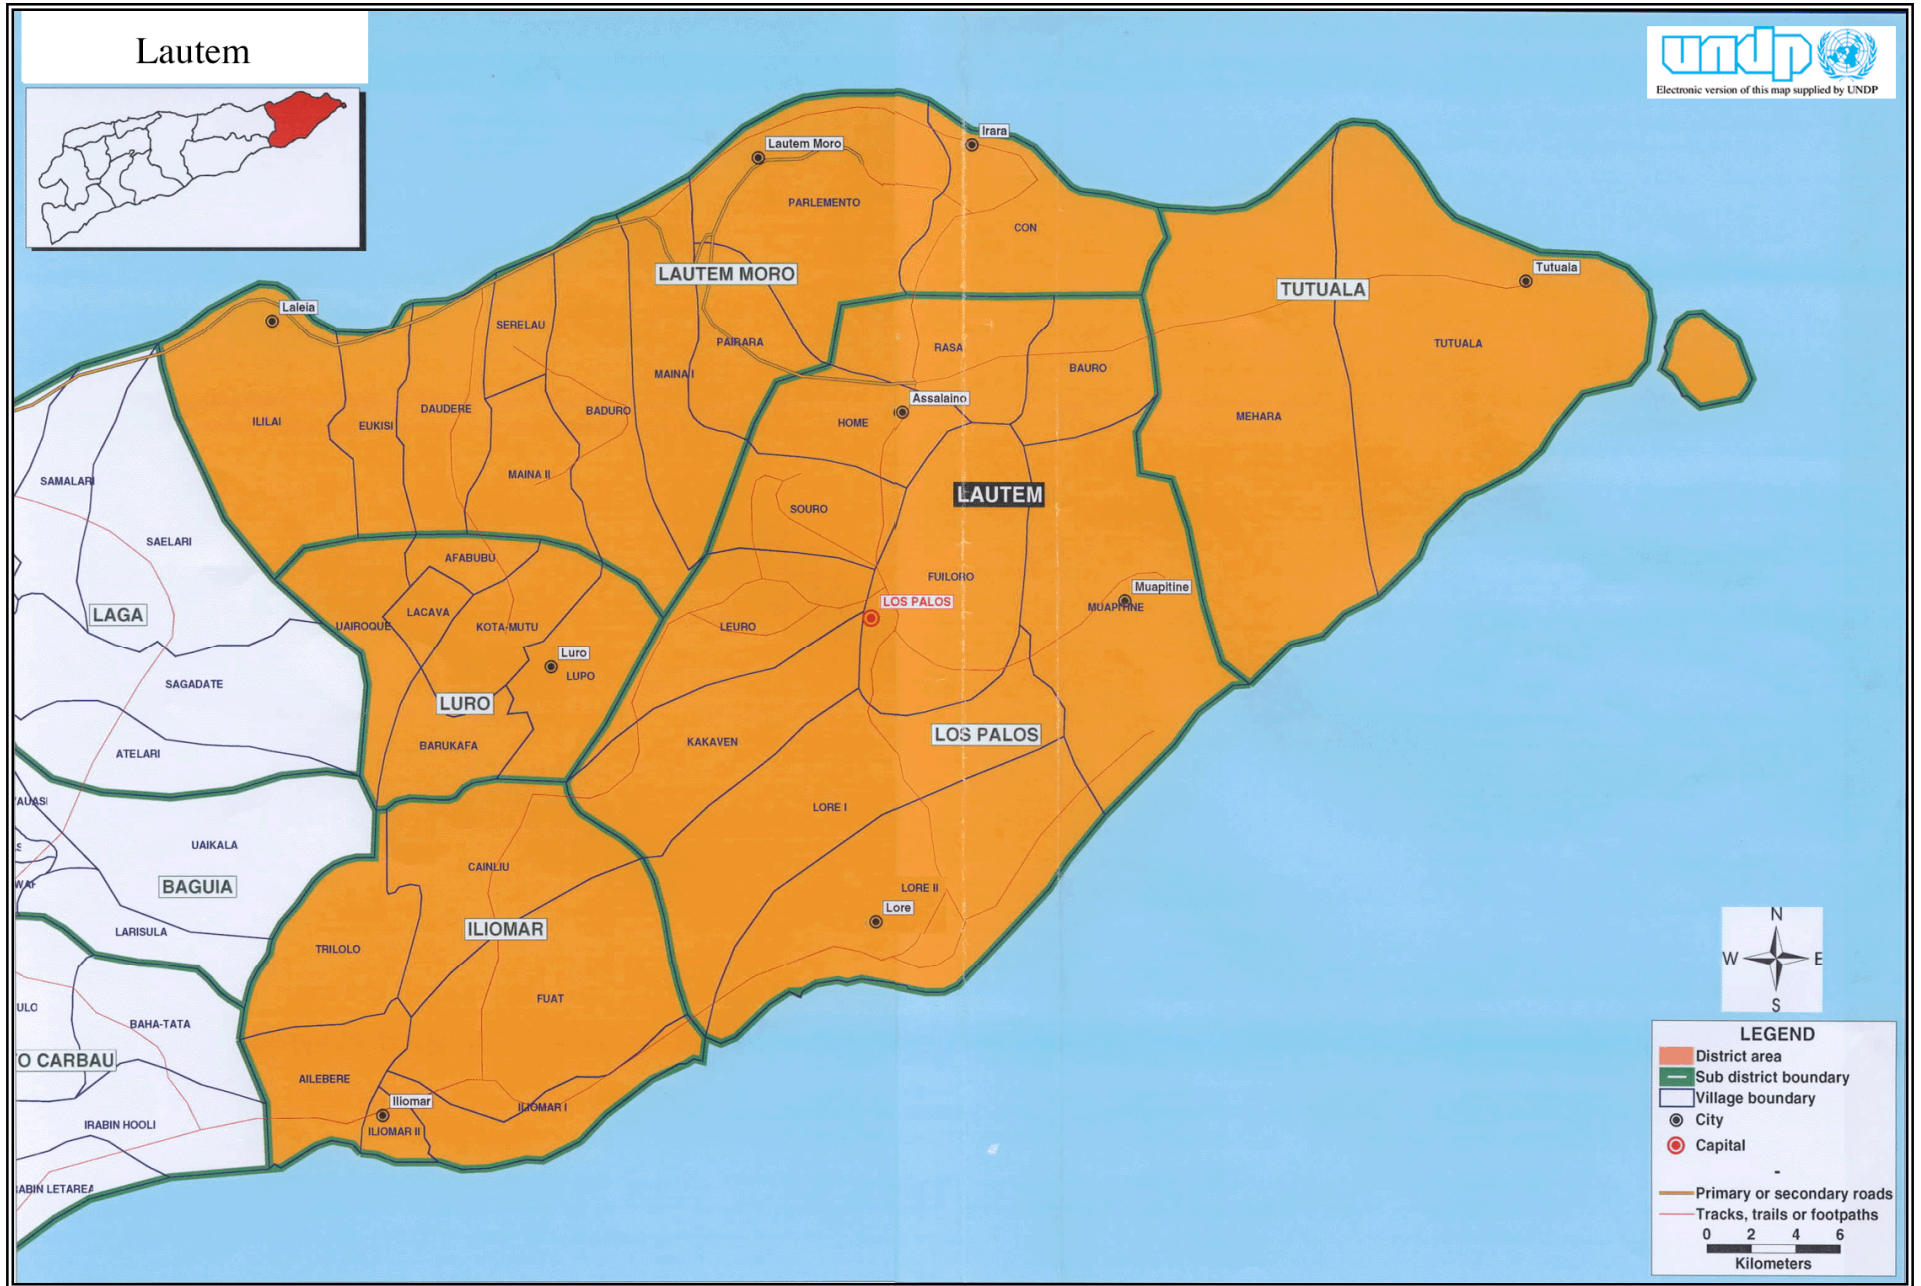 Lautem
undp
Electronic version of this map supplied by UNDP
Irara
Lautem Moro
PARLEMENTO
CON
LAUTEM MORO
Tutuala
TUTUALA
Laleia
SERELAU
PAIRARA
RASA
TUTUALA
MAINA I
BAURO
Assalaino
ILILAI
EUKISI
DAUDERE
BADURO
HOME
MEHARA
SAMALARI
MAINA II
LAUTEM
SOURO
SAELARI
AFABUBU
FUILORO
Muapitine
MUAPITINE
LAGA
LACAVA
LOS PALOS
UAIROQUE
KOTA-MUTU
LEURO
Luro
LUPO
SAGADATE
LURO
LOS PALOS
ATELARI
BARUKAFA
KAKAVEN
LORE I
UAIKALA
CAINLIU
BAGUIA
LORE II
Lore
LARISULA
ILIOMAR
TRILOLO
FUAT
ULO
BAHA-TATA
O CARBAU
AILEBERE
Iliomar
ILIOMAR I
IRABIN HOOLI
ILIOMAR II
ABIN LETAREA
N
W E
S
LEGEND
District area
Sub district boundary
Village boundary
City
Capital
-
Primary or secondary roads
Tracks, trails or footpaths
0 2 4 6
Kilometers